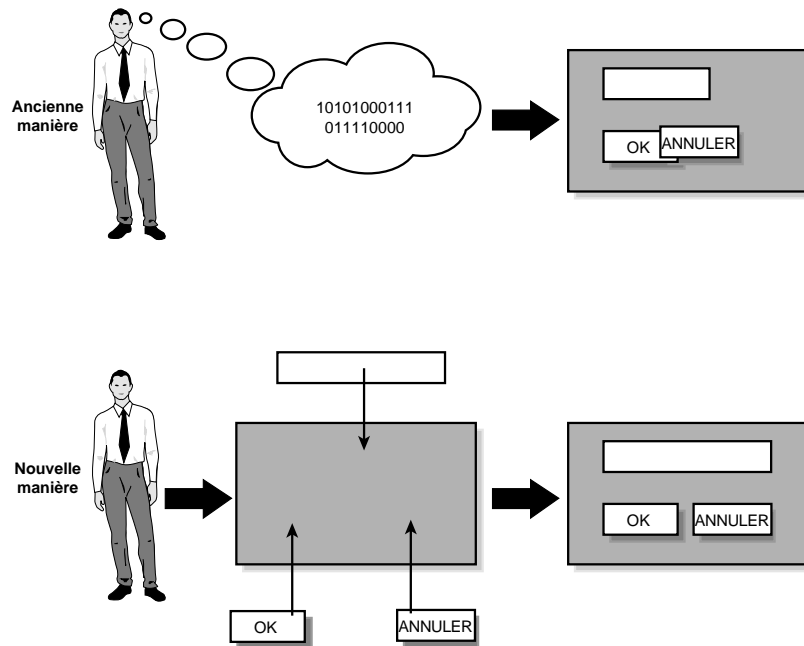 Ancienne
manière
10101000111
011110000
OK
ANNULER
Nouvelle
manière
OK
ANNULER
OK
ANNULER